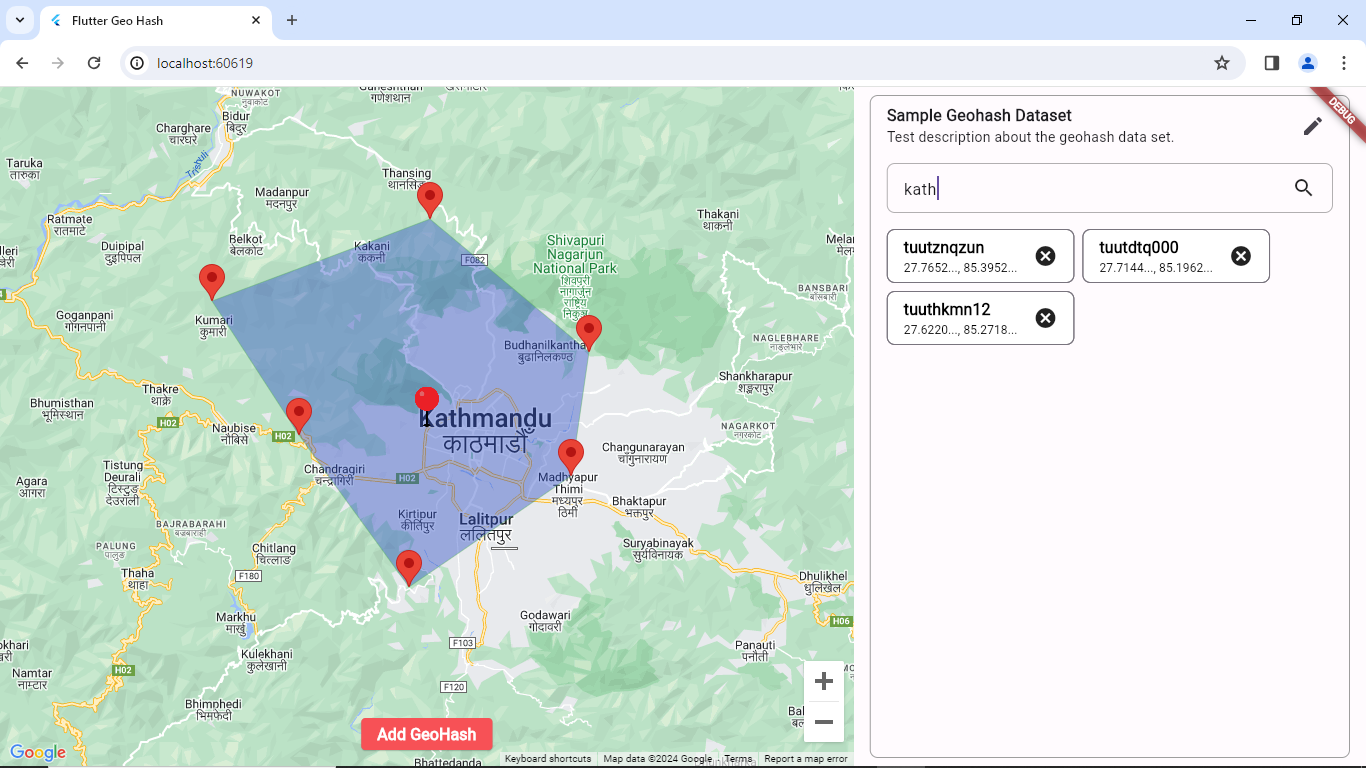 Flutter Geo Hash
localhost:60619
NUWAKOT
नुवाकोट
Bidur
बिदुर
गणेशथान
Charghare
चारघरे
Trisuli
Taruka
तारुका
Thansing
थानसिङ
Madanpur
मदनपुर
Thakani
थाकनी
Ratmate
रातमाटे
Duipipal
दुइपिपल
Belkot
बेलकोट
Kakani
ककनी
F082
Shivapuri
Nagarjun
National Park
शिवपुरी
नागार्जुन
राष्ट्रिय
निकुञ्ज
BANSBARI
बाँसबारी
Goganpani
गोगनपानी
Kumari
कुमारी
Budhanilkantha
बुढानिलकण्ठ
NAGLEBHARE
नाङ्लेभारे
Shankharapur
शङ्खरापुर
Thakre
थाक्रे
Bhumisthan
भूमिस्थान
H02
Naubise
नौबिसे
H02
Kathmandu
काठमाडौँ
NAGARKOT
नगरकोट
Changunarayan
चाँगुनारायण
Tistung
Deurali
टिस्टुङ
देउराली
Chandragiri
चन्द्रागिरी
H02
Madhyapur
Thimi
मध्यपुर
ठिमी
Agara
आगरा
Bhaktapur
भक्तपुर
Kirtipur
कीर्तिपुर
Lalitpur
ललितपुर
BAJRABARAHI
बज्रबाराही
Suryabinayak
सुर्यविनायक
PALUNG
पालुङ
Chitlang
चित्लाङ
Thaha
थाहा
F180
Dhulikhel
धुलिखेल
H06
Markhu
मार्खु
Godawari
गोदावरी
F103
Panauti
पनौती
Kulekhani
कुलेखानी
Namtar
नाम्टार
H02
F120
Bhimphedi
भिमफेदी
Add GeoHash
Google
Bhattedanda
Keyboard shortcuts
Map data ©2024 Google
Terms
Report a map error
DEBUG
Sample Geohash Dataset
Test description about the geohash data set.
kath
tuutznqzun
27.7652..., 85.3952...
tuutdtq000
27.7144..., 85.1962...
tuuthkmn12
27.6220..., 85.2718...